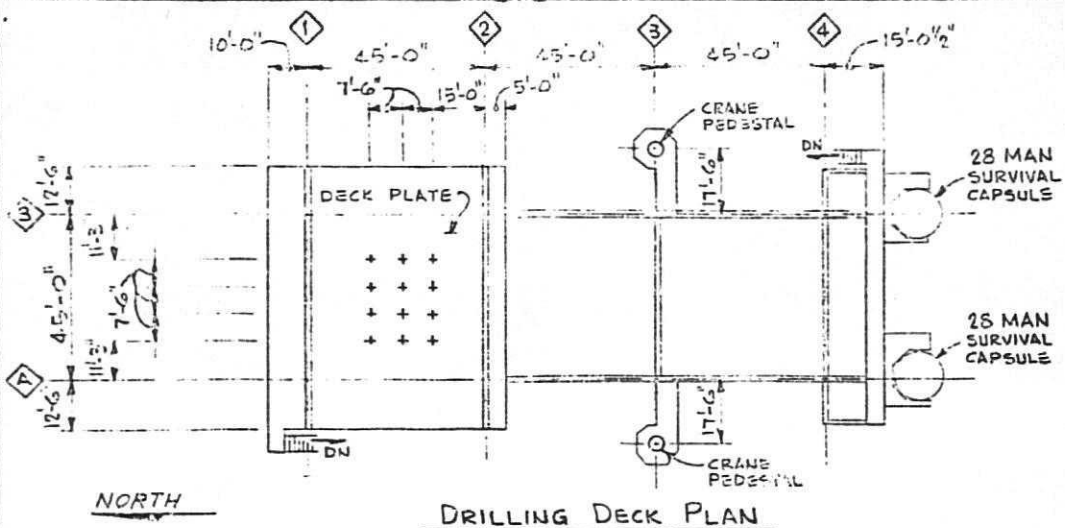 1
2
3
4
10'-0"
45'-0"
45'-0"
45'-0"
15'-0½"
7'-6"
15'-0"
5'-0"
CRANE
PEDESTAL
DN
28 MAN
SURVIVAL
CAPSULE
12'-6"
17'-6"
DECK PLATE
B
11'-3
7'-6"
45'-0"
11'-3"
28 MAN
SURVIVAL
CAPSULE
A
12'-6"
17'-6"
DN
CRANE
PEDESTAL
NORTH
DRILLING DECK PLAN